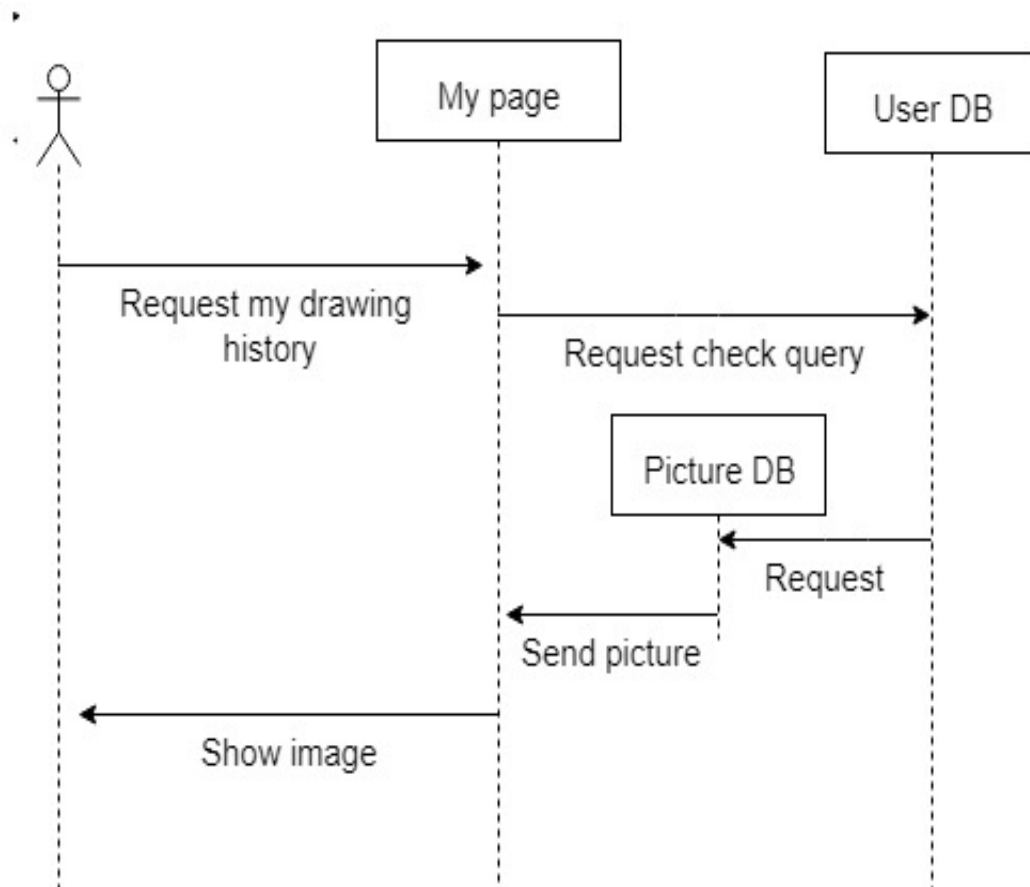 My page
User DB
Request my drawing
history
Request check query
Picture DB
Request
Send picture
Show image